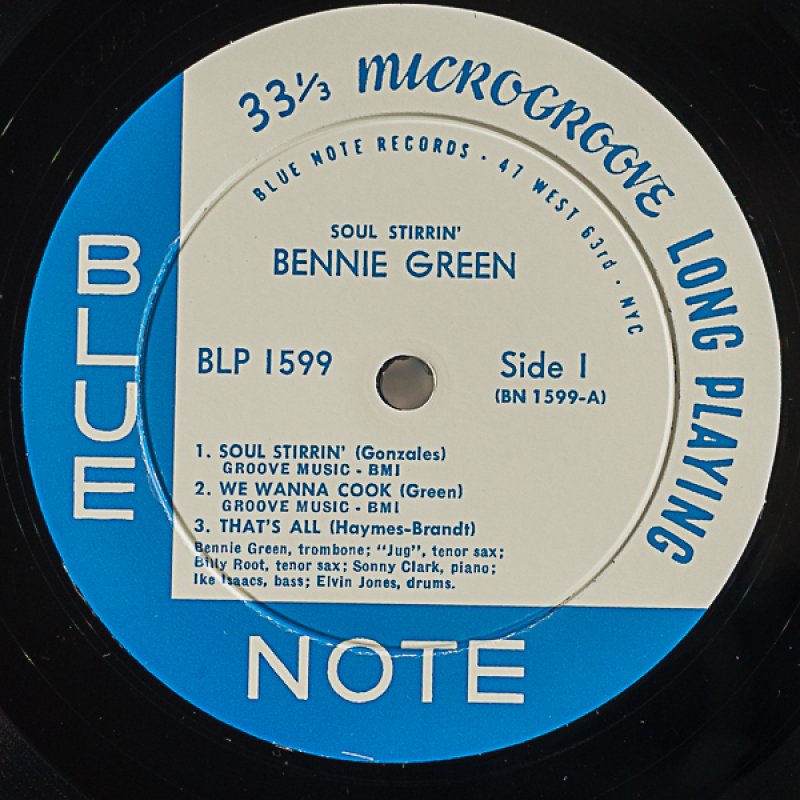 33⅓ MICROGROOVE LONG PLAYING
BLUE NOTE RECORDS · 47 WEST 63rd · NYC
SOUL STIRRIN'
BENNIE GREEN
BLP 1599
Side 1
(BN 1599-A)
1. SOUL STIRRIN' (Gonzales)
GROOVE MUSIC - BMI
2. WE WANNA COOK (Green)
GROOVE MUSIC - BMI
3. THAT'S ALL (Haymes-Brandt)
Bennie Green, trombone; "Jug", tenor sax;
Billy Root, tenor sax; Sonny Clark, piano;
Ike Isaacs, bass; Elvin Jones, drums.
BLUE
NOTE